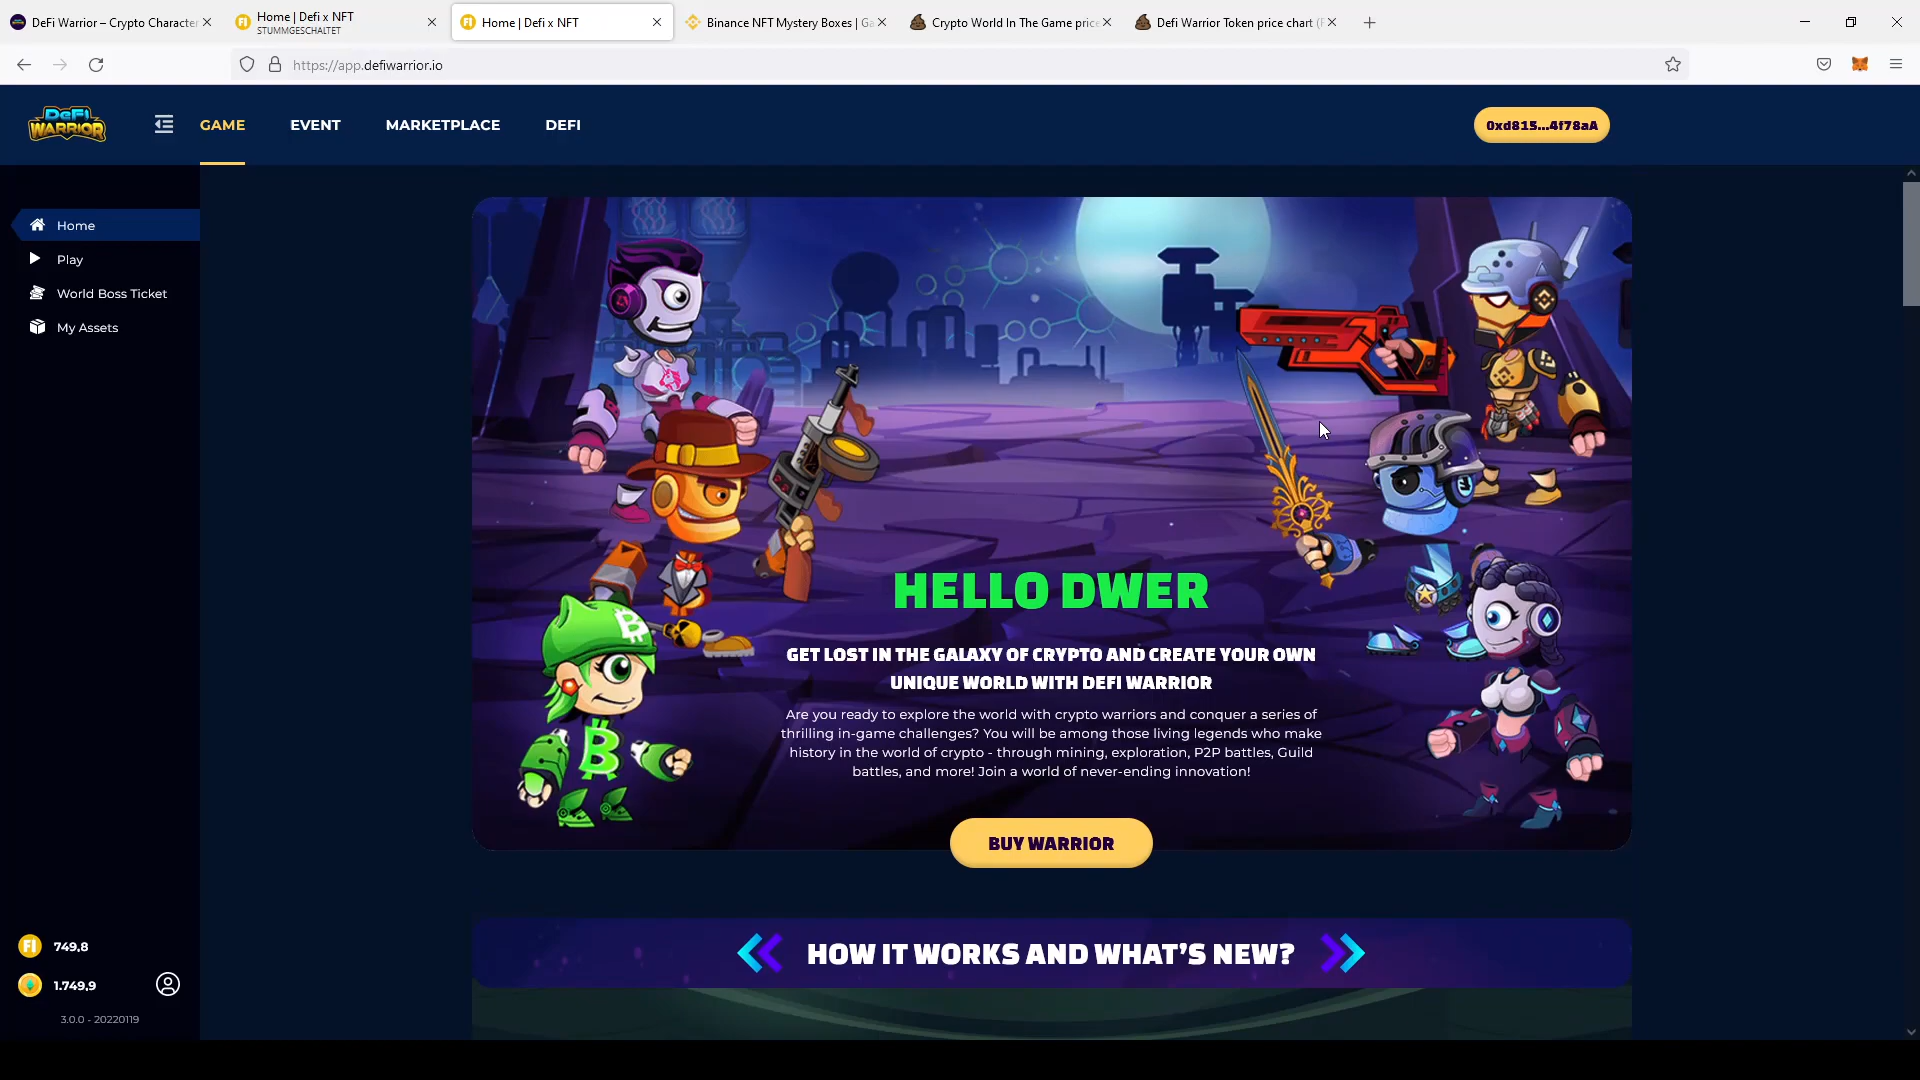 DeFi Warrior – Crypto Character
Home | Defi x NFT
STUMMGESCHALTET
Home | Defi x NFT
Binance NFT Mystery Boxes | Ga
Crypto World In The Game price
Defi Warrior Token price chart (F
https://app.defiwarrior.io
DeFi
WARRIOR
GAME
EVENT
MARKETPLACE
DEFI
0xd815...4f78aA
Home
Play
World Boss Ticket
My Assets
HELLO DWER
GET LOST IN THE GALAXY OF CRYPTO AND CREATE YOUR OWN
UNIQUE WORLD WITH DEFI WARRIOR
Are you ready to explore the world with crypto warriors and conquer a series of
thrilling in-game challenges? You will be among those living legends who make
history in the world of crypto - through mining, exploration, P2P battles, Guild
battles, and more! Join a world of never-ending innovation!
BUY WARRIOR
HOW IT WORKS AND WHAT'S NEW?
749,8
1.749,9
3.0.0 - 20220119